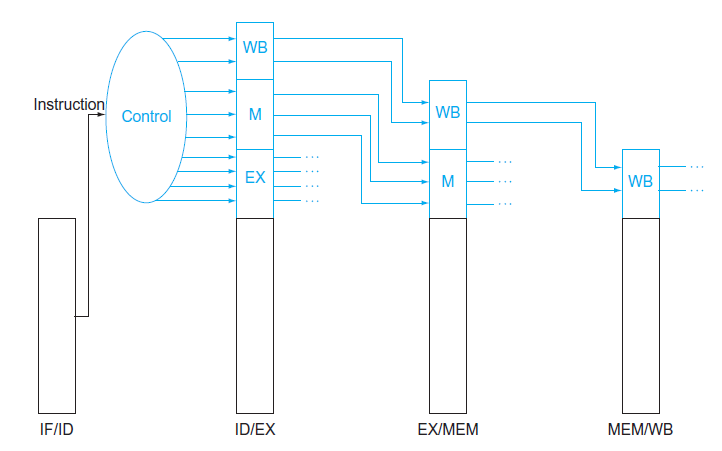 WB
Instruction
Control
M
WB
EX
M
WB
IF/ID
ID/EX
EX/MEM
MEM/WB